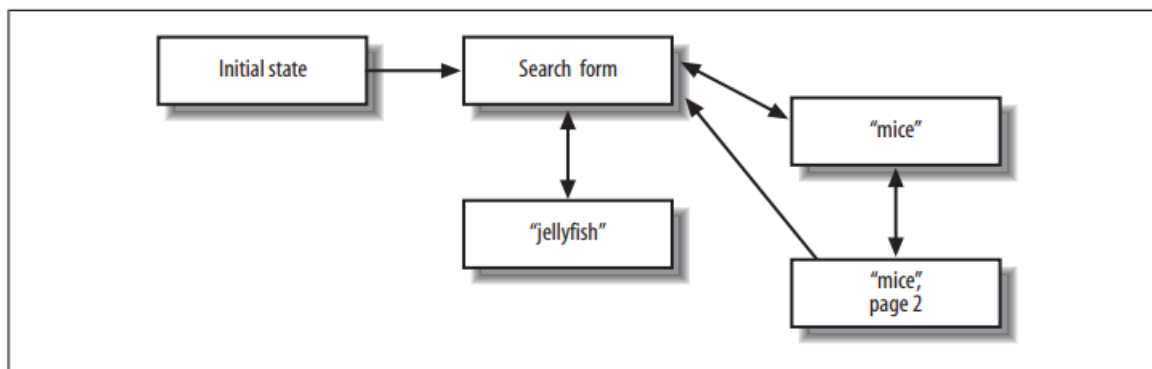 Initial state
Search form
“mice”
“jellyfish”
“mice”,
page 2